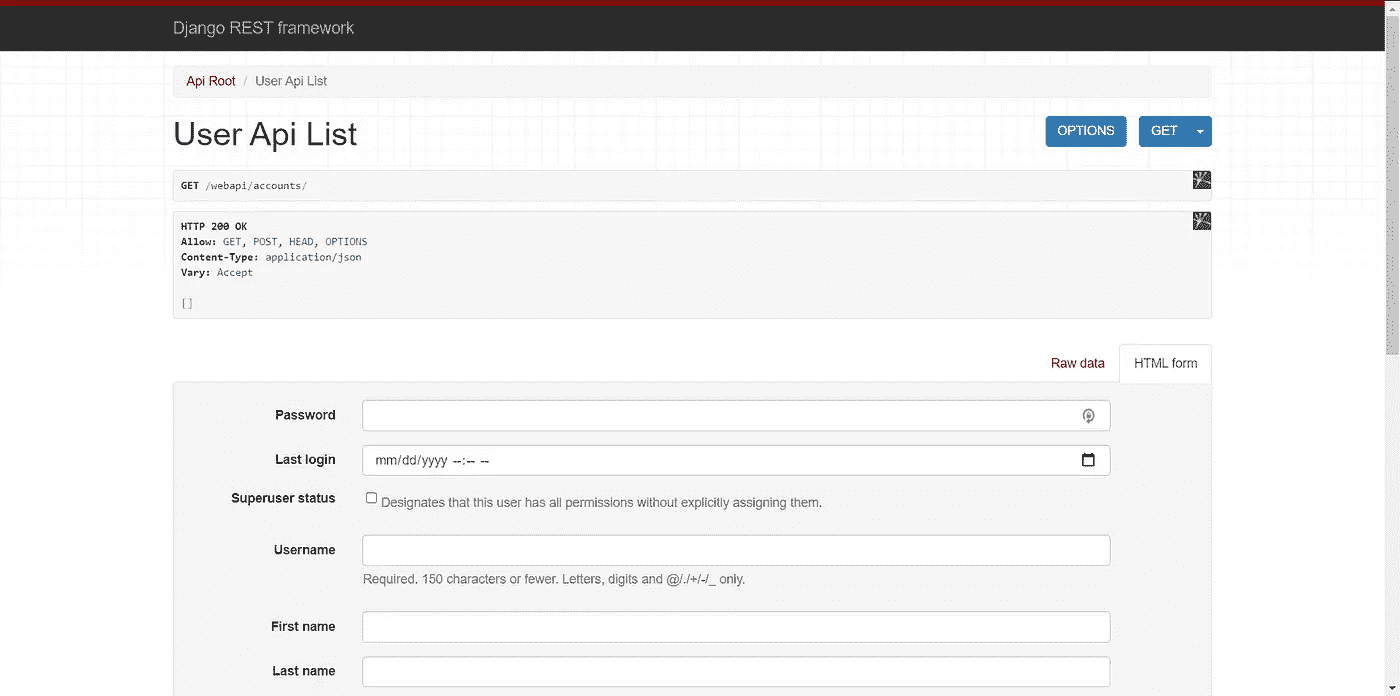 Django REST framework
Api Root / User Api List
User Api List
OPTIONS
GET
GET /webapi/accounts/
HTTP 200 OK
Allow: GET, POST, HEAD, OPTIONS
Content-Type: application/json
Vary: Accept
[]
Raw data
HTML form
Password
Last login
mm/dd/yyyy --:-- --
Superuser status
Designates that this user has all permissions without explicitly assigning them.
Username
Required. 150 characters or fewer. Letters, digits and @/./+/-/_ only.
First name
Last name